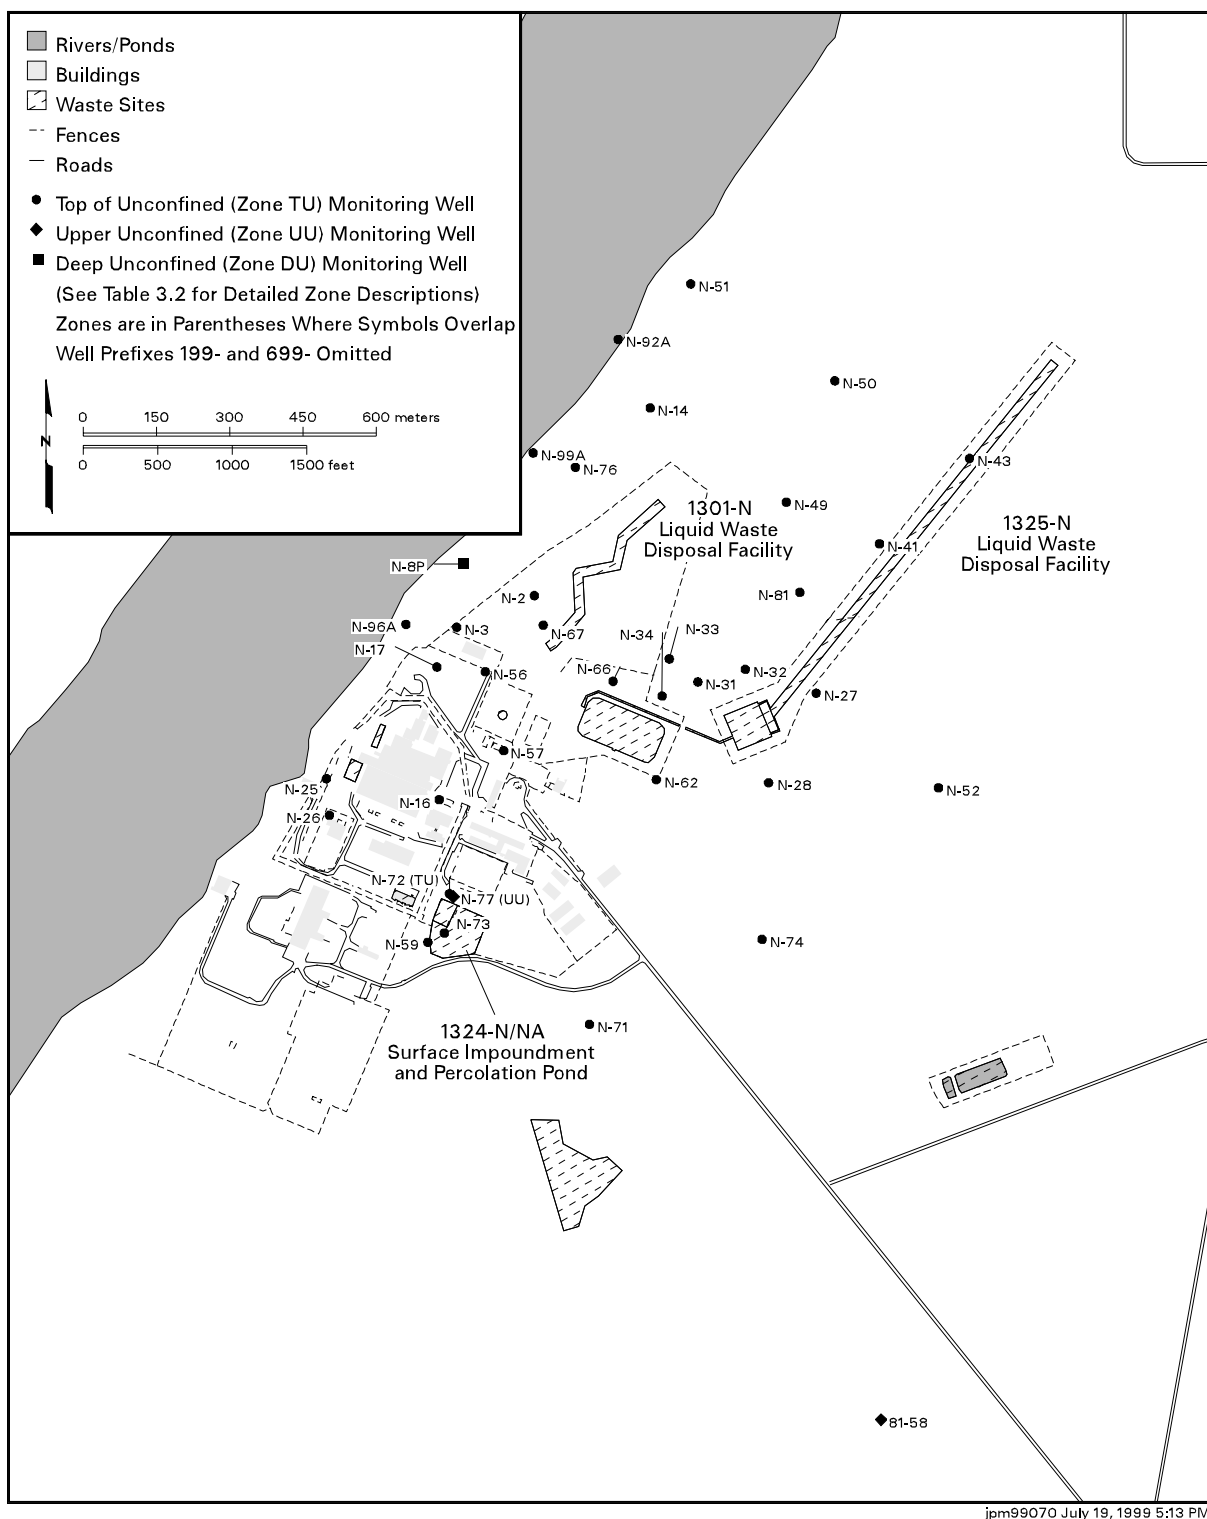 Rivers/Ponds
Buildings
Waste Sites
Fences
Roads
Top of Unconfined (Zone TU) Monitoring Well
Upper Unconfined (Zone UU) Monitoring Well
Deep Unconfined (Zone DU) Monitoring Well
(See Table 3.2 for Detailed Zone Descriptions)
Zones are in Parentheses Where Symbols Overlap
Well Prefixes 199- and 699- Omitted
N
0 150 300 450 600 meters
0 500 1000 1500 feet
N-51
N-92A
N-50
N-14
N-99A
N-76
N-43
N-49
1301-N
Liquid Waste
Disposal Facility
1325-N
Liquid Waste
Disposal Facility
N-41
N-8P
N-2
N-81
N-96A
N-3
N-67
N-34
N-33
N-17
N-56
N-66
N-31
N-32
N-27
N-57
N-62
N-28
N-52
N-25
N-16
N-26
N-72 (TU)
N-77 (UU)
N-73
N-59
N-74
N-71
1324-N/NA
Surface Impoundment
and Percolation Pond
81-58
jpm99070 July 19, 1999 5:13 PM